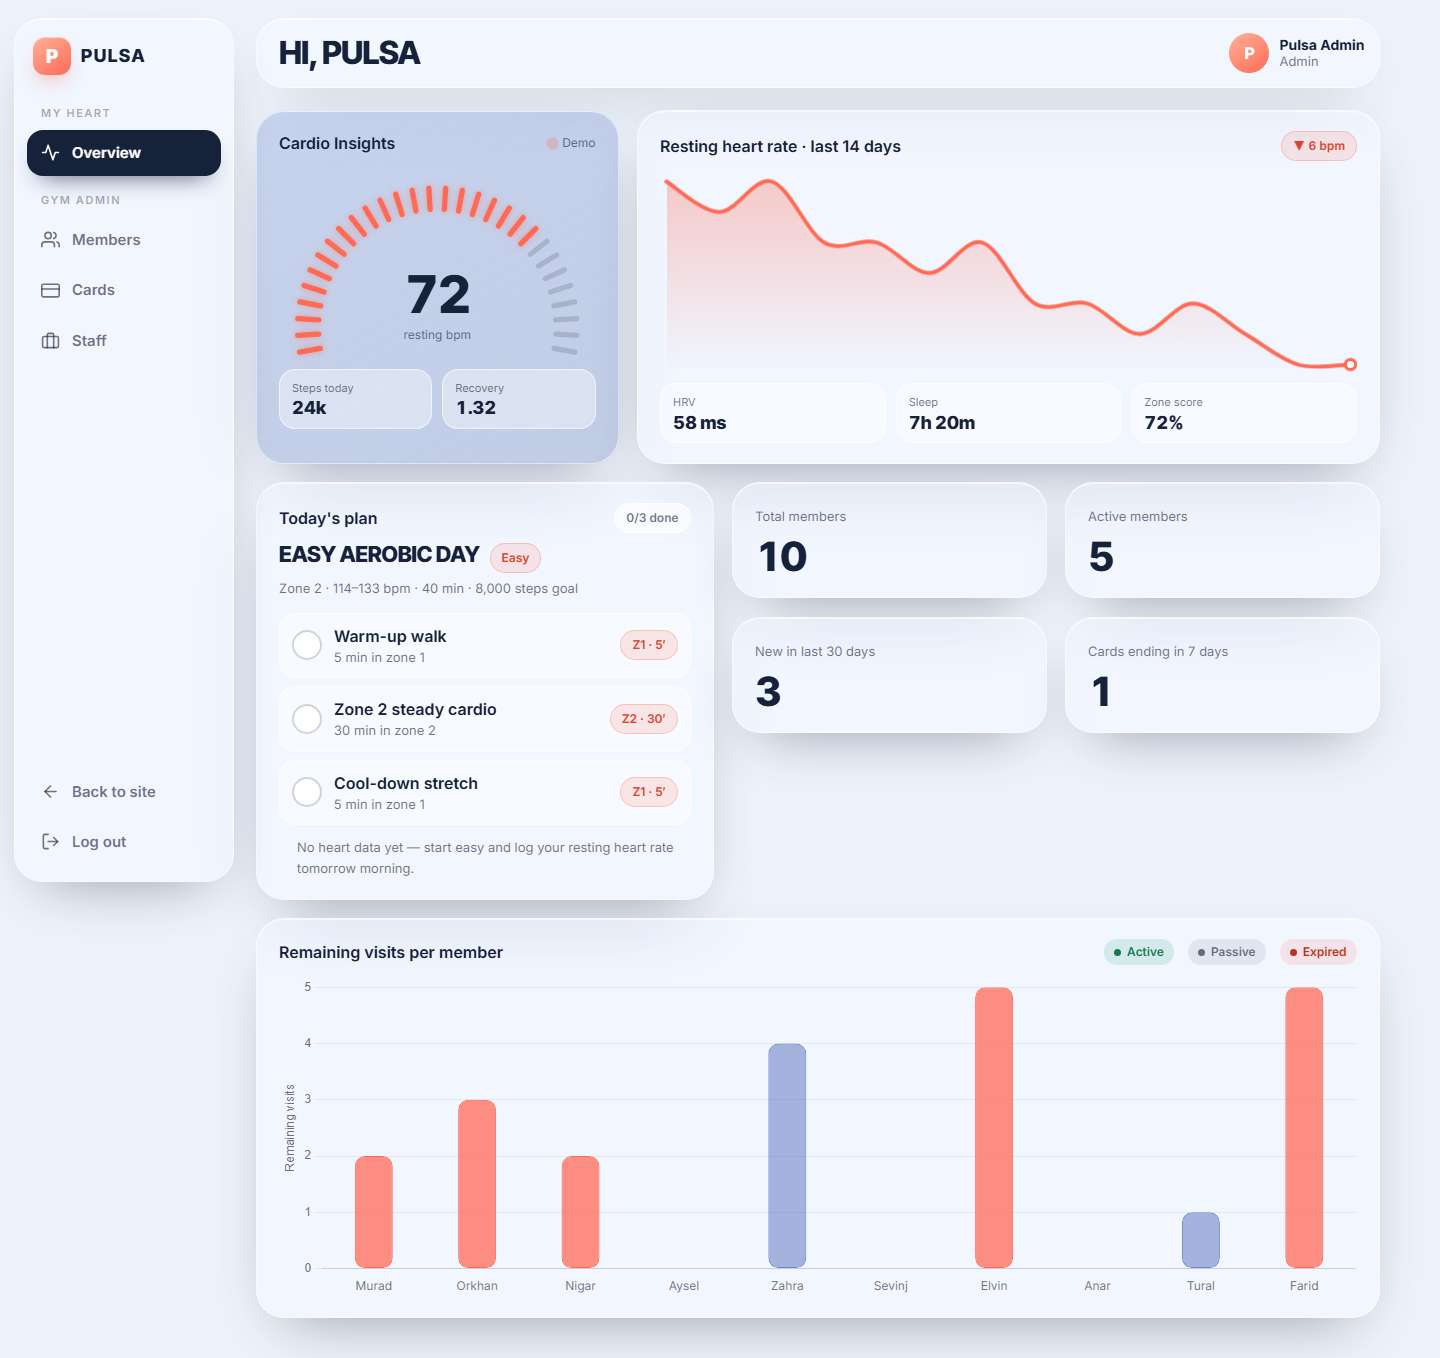 P PULSA
MY HEART
Overview
GYM ADMIN
Members
Cards
Staff
Back to site
Log out
HI, PULSA
P
Pulsa Admin
Admin
Cardio Insights
Demo
72
resting bpm
Steps today
24k
Recovery
1.32
Resting heart rate · last 14 days
▼ 6 bpm
HRV
58 ms
Sleep
7h 20m
Zone score
72%
Today's plan
0/3 done
EASY AEROBIC DAY
Easy
Zone 2 · 114–133 bpm · 40 min · 8,000 steps goal
Warm-up walk
5 min in zone 1
Z1 · 5′
Zone 2 steady cardio
30 min in zone 2
Z2 · 30′
Cool-down stretch
5 min in zone 1
Z1 · 5′
No heart data yet — start easy and log your resting heart rate
tomorrow morning.
Total members
10
Active members
5
New in last 30 days
3
Cards ending in 7 days
1
Remaining visits per member
Active
Passive
Expired
Remaining visits
5
4
3
2
1
0
Murad
Orkhan
Nigar
Aysel
Zahra
Sevinj
Elvin
Anar
Tural
Farid